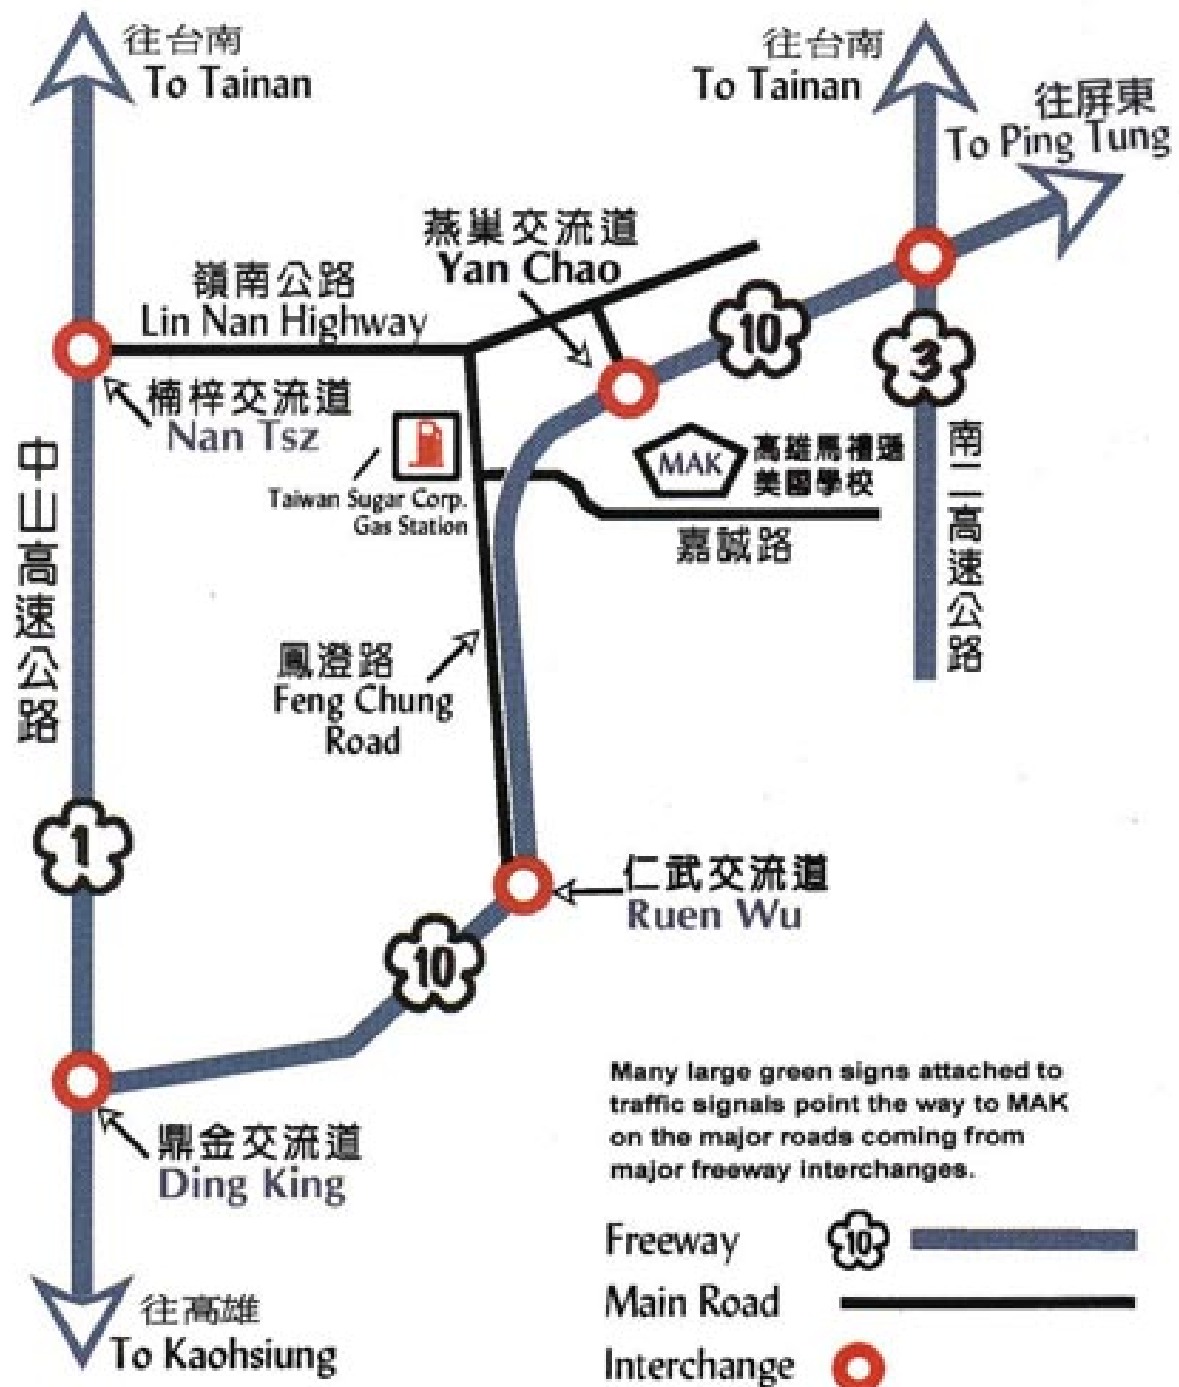 往台南
To Tainan
往台南
To Tainan
往屏東
To Ping Tung
燕巢交流道
Yan Chao
嶺南公路
Lin Nan Highway
10
3
楠梓交流道
Nan Tsz
MAK
高雄馬禮遜
美國學校
Taiwan Sugar Corp.
Gas Station
嘉誠路
中山高速公路
南二高速公路
鳳澄路
Feng Chung
Road
1
仁武交流道
Ruen Wu
10
鼎金交流道
Ding King
Many large green signs attached to
traffic signals point the way to MAK
on the major roads coming from
major freeway interchanges.
Freeway 10
Main Road
Interchange
往高雄
To Kaohsiung